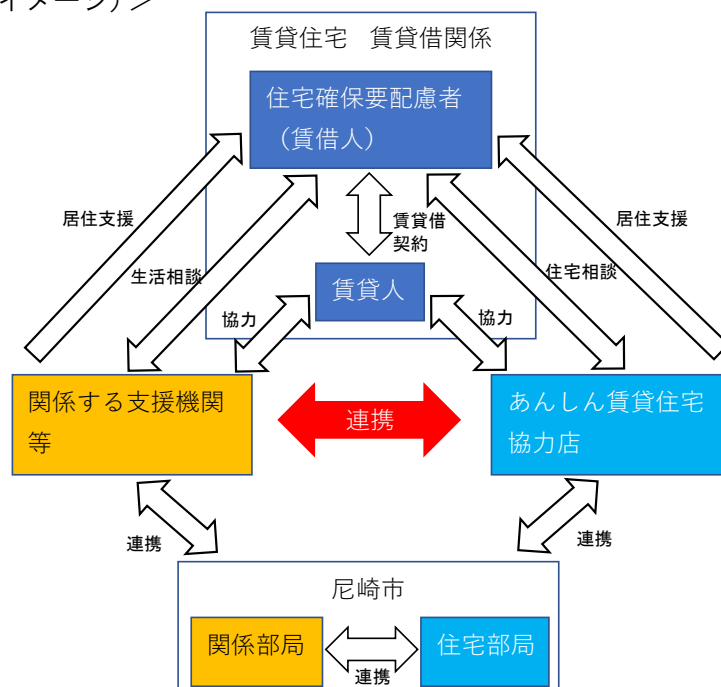 イメージ)＞
賃貸住宅　賃貸借関係
住宅確保要配慮者
（賃借人）
居住支援
賃貸借
契約
居住支援
生活相談
住宅相談
賃貸人
協力
協力
関係する支援機関
等
連携
あんしん賃貸住宅
協力店
連携
連携
尼崎市
関係部局
住宅部局
連携